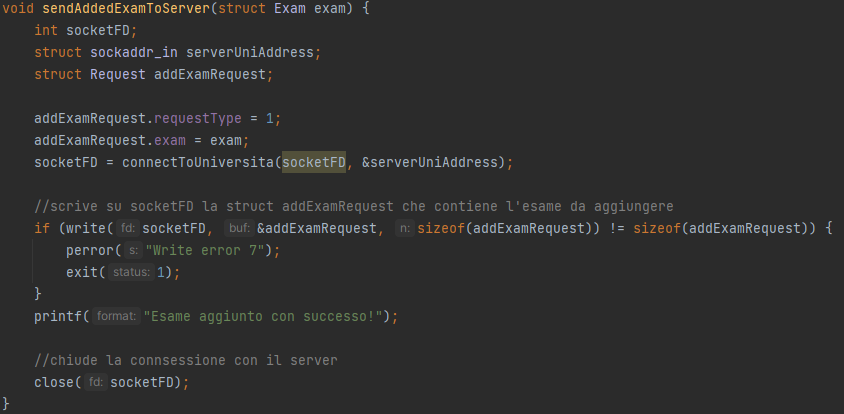 void sendAddedExamToServer(struct Exam exam) {
    int socketFD;
    struct sockaddr_in serverUniAddress;
    struct Request addExamRequest;

    addExamRequest.requestType = 1;
    addExamRequest.exam = exam;
    socketFD = connectToUniversita(socketFD, &serverUniAddress);

    //scrive su socketFD la struct addExamRequest che contiene l'esame da aggiungere
    if (write( fd: socketFD, buf: &addExamRequest, n: sizeof(addExamRequest)) != sizeof(addExamRequest)) {
        perror( s: "Write error 7");
        exit( status: 1);
    }
    printf( format: "Esame aggiunto con successo!");

    //chiude la connsessione con il server
    close( fd: socketFD);
}